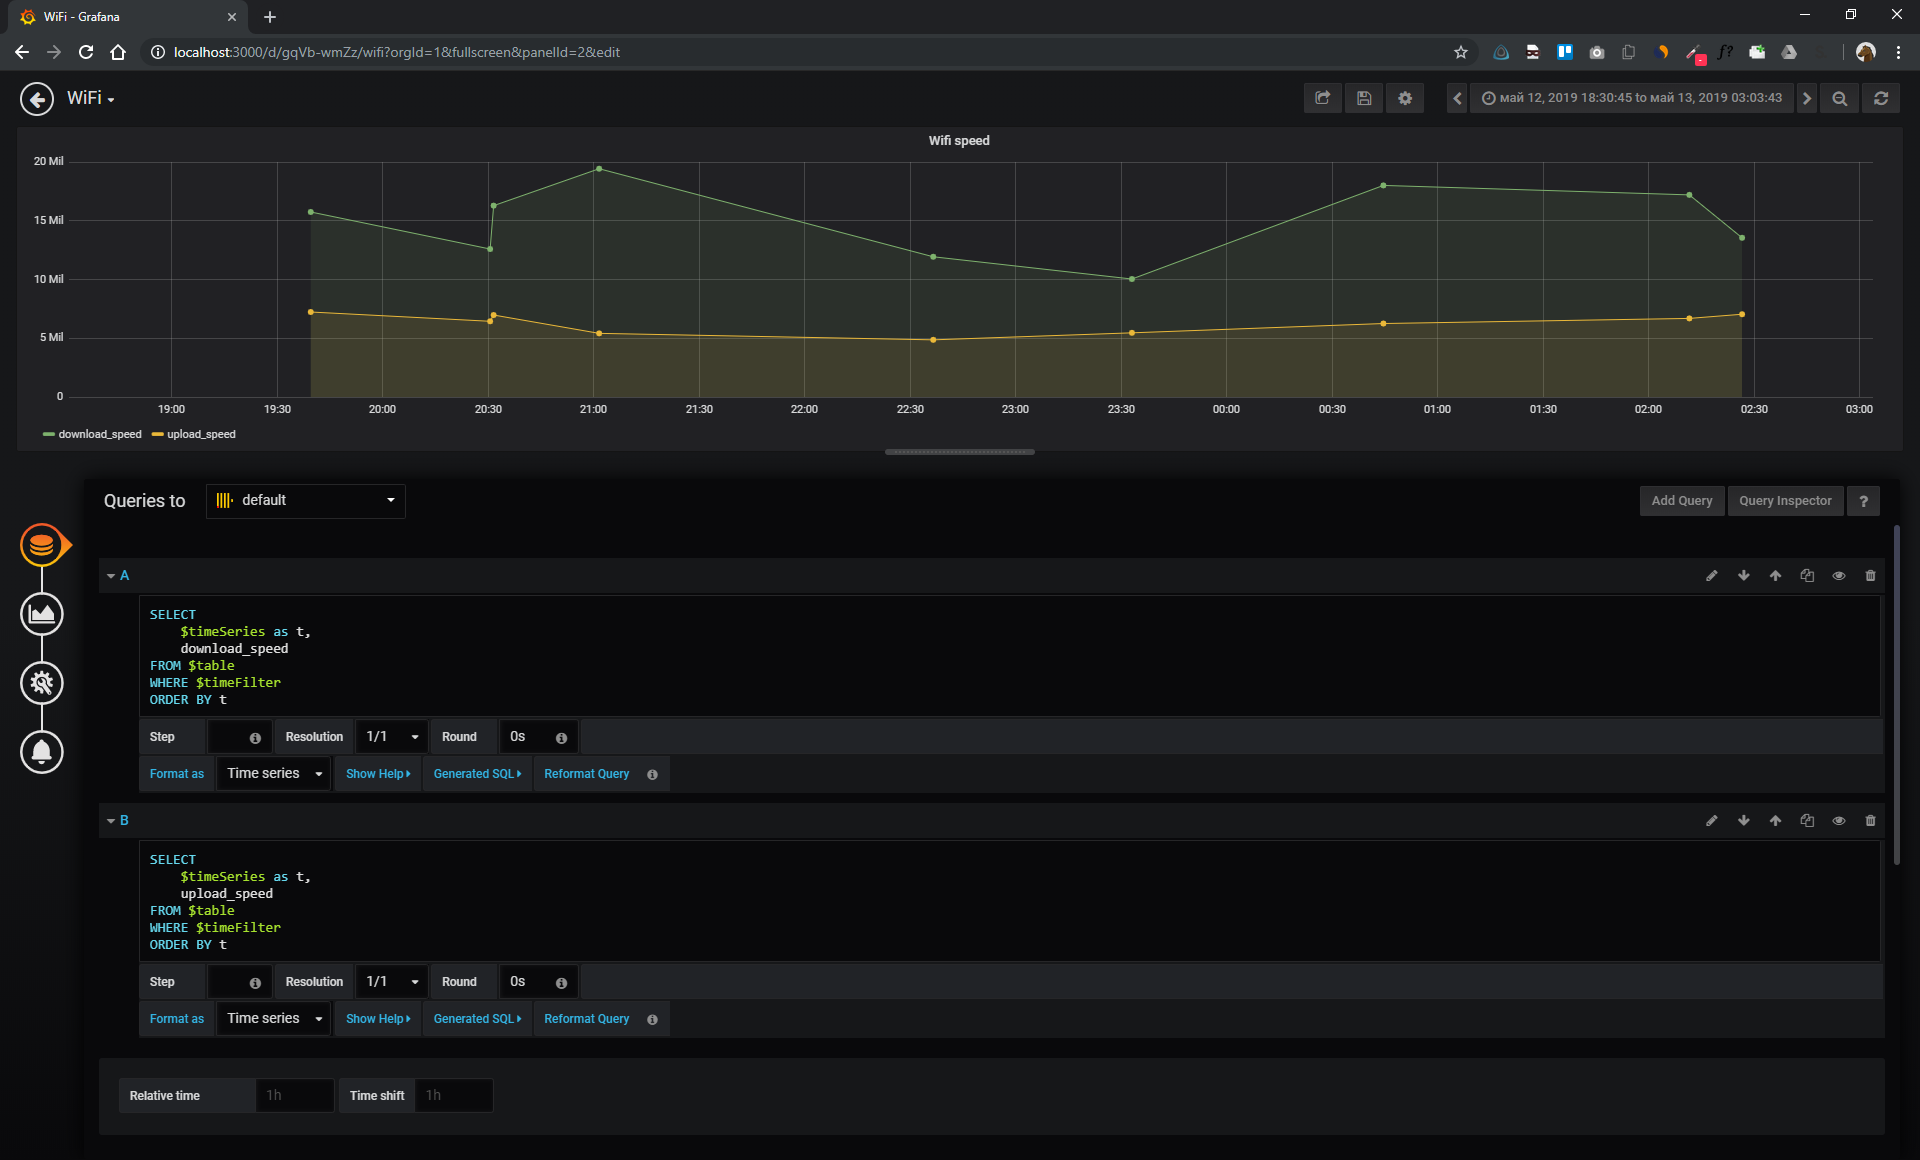 WiFi - Grafana
localhost:3000/d/gqVb-wmZz/wifi?orgId=1&fullscreen&panelId=2&edit
f?
WiFi
май 12, 2019 18:30:45 to май 13, 2019 03:03:43
Wifi speed
20 Mil
15 Mil
10 Mil
5 Mil
0
19:00 19:30 20:00 20:30 21:00 21:30 22:00 22:30 23:00 23:30 00:00 00:30 01:00 01:30 02:00 02:30 03:00
download_speed upload_speed
Queries to default Add Query Query Inspector ?
A
SELECT
$timeSeries as t,
download_speed
FROM $table
WHERE $timeFilter
ORDER BY t
Step Resolution 1/1 Round 0s
Format as Time series Show Help Generated SQL Reformat Query
B
SELECT
$timeSeries as t,
upload_speed
FROM $table
WHERE $timeFilter
ORDER BY t
Step Resolution 1/1 Round 0s
Format as Time series Show Help Generated SQL Reformat Query
Relative time 1h Time shift 1h